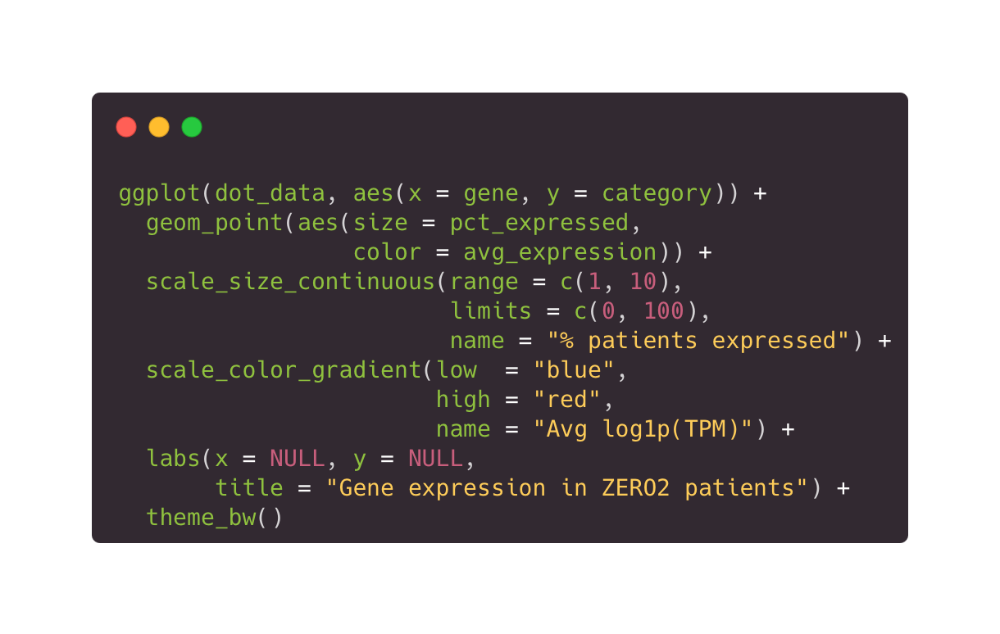 ggplot(dot_data, aes(x = gene, y = category)) +
  geom_point(aes(size = pct_expressed,
                 color = avg_expression)) +
  scale_size_continuous(range = c(1, 10),
                        limits = c(0, 100),
                        name = "% patients expressed") +
  scale_color_gradient(low  = "blue",
                       high = "red",
                       name = "Avg log1p(TPM)") +
  labs(x = NULL, y = NULL,
       title = "Gene expression in ZERO2 patients") +
  theme_bw()